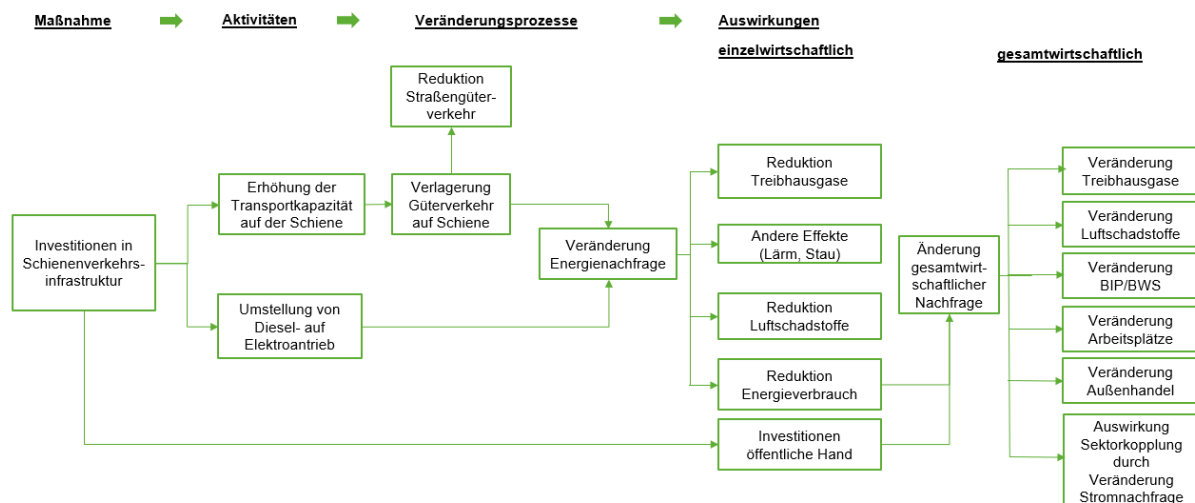 Maßnahme
Aktivitäten
Veränderungsprozesse
Auswirkungen
einzelwirtschaftlich
gesamtwirtschaftlich
Reduktion
Straßengüter-
verkehr
Erhöhung der
Transportkapazität
auf der Schiene
Verlagerung
Güterverkehr
auf Schiene
Investitionen in
Schienenverkehrs-
infrastruktur
Umstellung von
Diesel- auf
Elektroantrieb
Veränderung
Energienachfrage
Reduktion
Treibhausgase
Andere Effekte
(Lärm, Stau)
Reduktion
Luftschadstoffe
Reduktion
Energieverbrauch
Investitionen
öffentliche Hand
Änderung
gesamtwirt-
schaftlicher
Nachfrage
Veränderung
Treibhausgase
Veränderung
Luftschadstoffe
Veränderung
BIP/BWS
Veränderung
Arbeitsplätze
Veränderung
Außenhandel
Auswirkung
Sektorkopplung
durch
Veränderung
Stromnachfrage